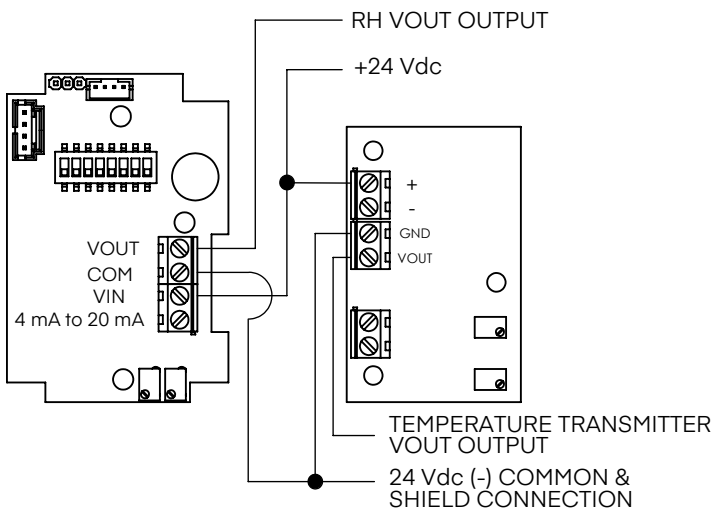 RH VOUT OUTPUT
+24 Vdc
+
-
GND
VOUT
VOUT
COM
VIN
4 mA to 20 mA
TEMPERATURE TRANSMITTER
VOUT OUTPUT
24 Vdc (-) COMMON &
SHIELD CONNECTION